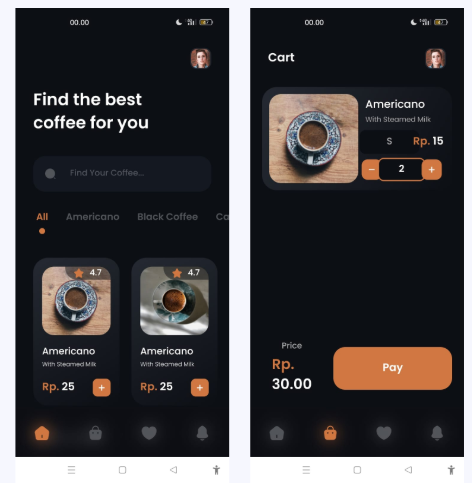 00.00
Find the best
coffee for you
Find Your Coffee...
All Americano Black Coffee Ca
4.7 4.7
Americano Americano
With Steamed Milk With Steamed Milk
Rp. 25 + Rp. 25 +
00.00
Cart
Americano
With Steamed Milk
S Rp. 15
− 2 +
Price
Rp.
30.00
Pay